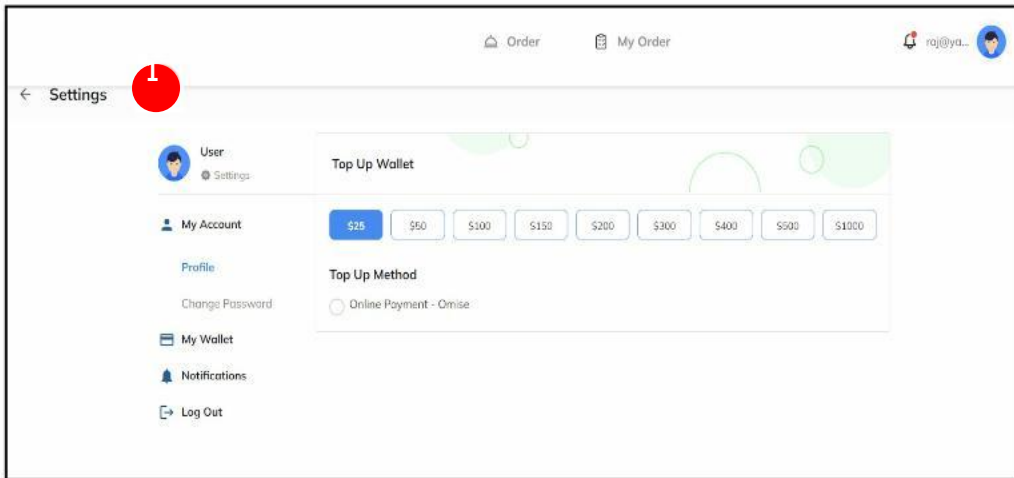 Order My Order raj@ya...
1
← Settings
User
Settings
Top Up Wallet
My Account
$25 $50 $100 $150 $200 $300 $400 $500 $1000
Profile
Top Up Method
Change Password
Online Payment - Omise
My Wallet
Notifications
Log Out